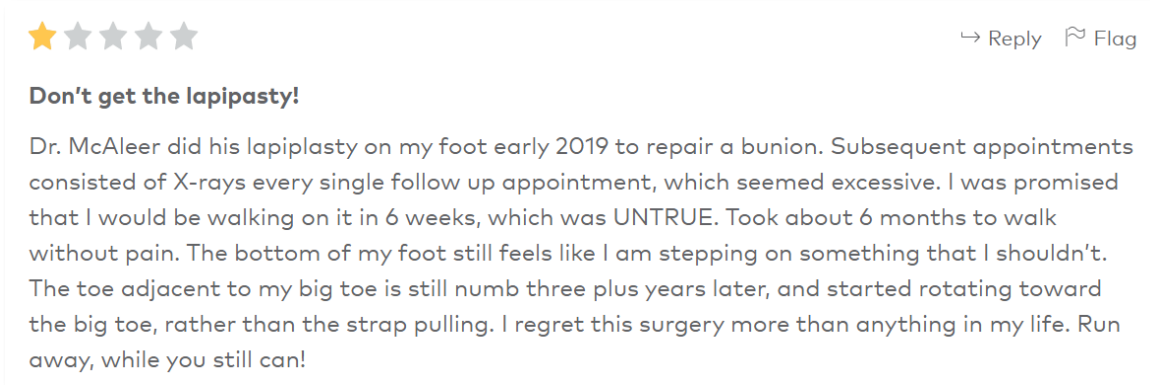 Reply Flag
Don't get the lapipasty!
Dr. McAleer did his lapiplasty on my foot early 2019 to repair a bunion. Subsequent appointments
consisted of X-rays every single follow up appointment, which seemed excessive. I was promised
that I would be walking on it in 6 weeks, which was UNTRUE. Took about 6 months to walk
without pain. The bottom of my foot still feels like I am stepping on something that I shouldn't.
The toe adjacent to my big toe is still numb three plus years later, and started rotating toward
the big toe, rather than the strap pulling. I regret this surgery more than anything in my life. Run
away, while you still can!